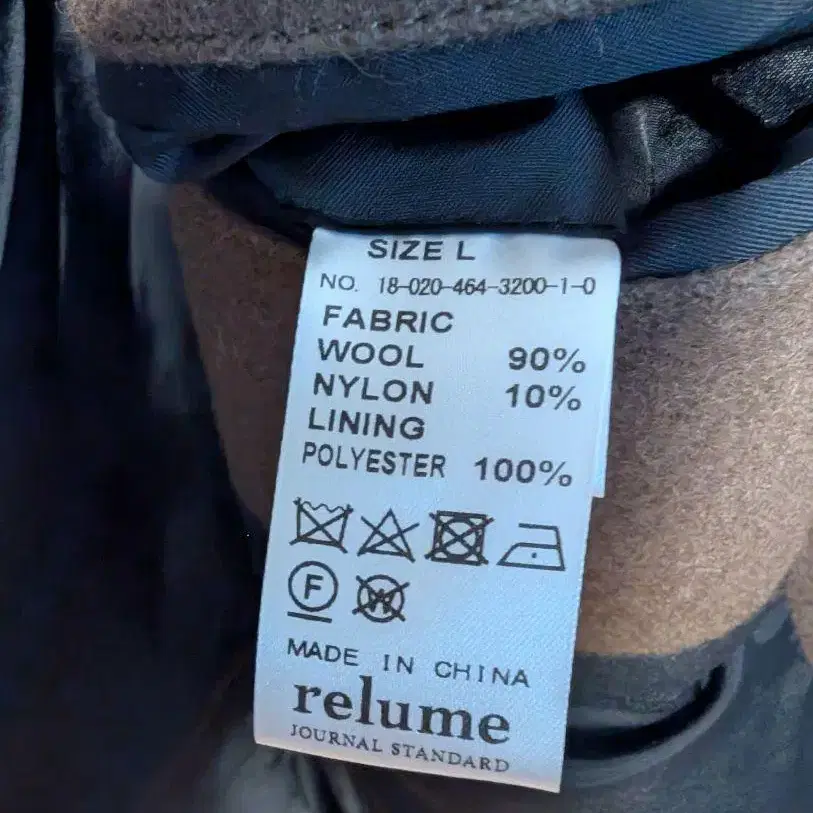 SIZE L
NO. 18-020-464-3200-1-0
FABRIC
WOOL 90%
NYLON 10%
LINING
POLYESTER 100%
F W
MADE IN CHINA
relume
JOURNAL STANDARD